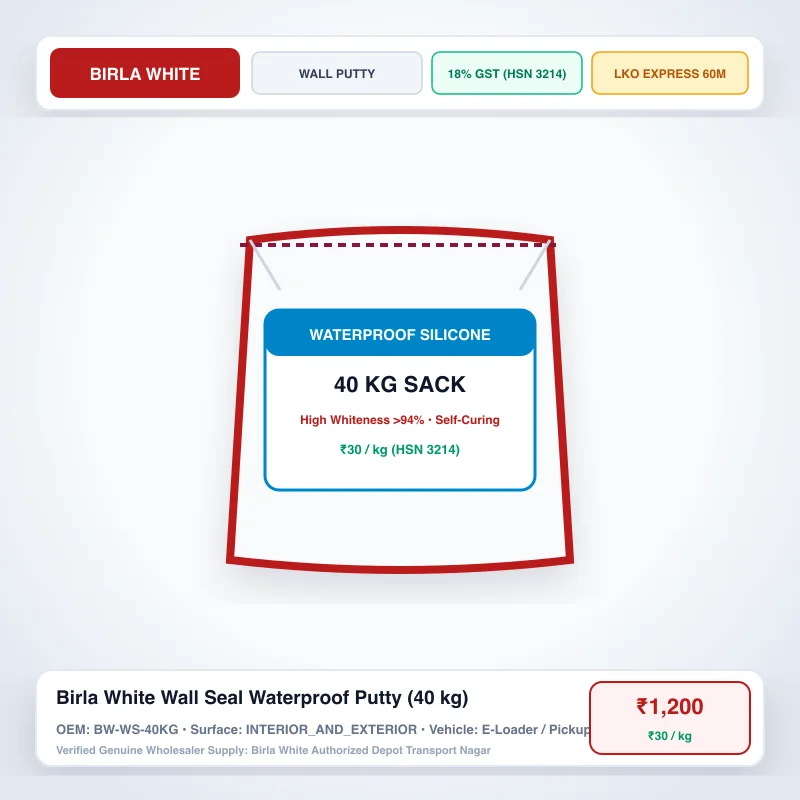 BIRLA WHITE
WALL PUTTY
18% GST (HSN 3214)
LKO EXPRESS 60M
WATERPROOF SILICONE
40 KG SACK
High Whiteness >94% • Self-Curing
₹30 / kg (HSN 3214)
Birla White Wall Seal Waterproof Putty (40 kg)
OEM: BW-WS-40KG • Surface: INTERIOR_AND_EXTERIOR • Vehicle: E-Loader / Pickup
Verified Genuine Wholesaler Supply: Birla White Authorized Depot Transport Nagar
₹1,200
₹30 / kg